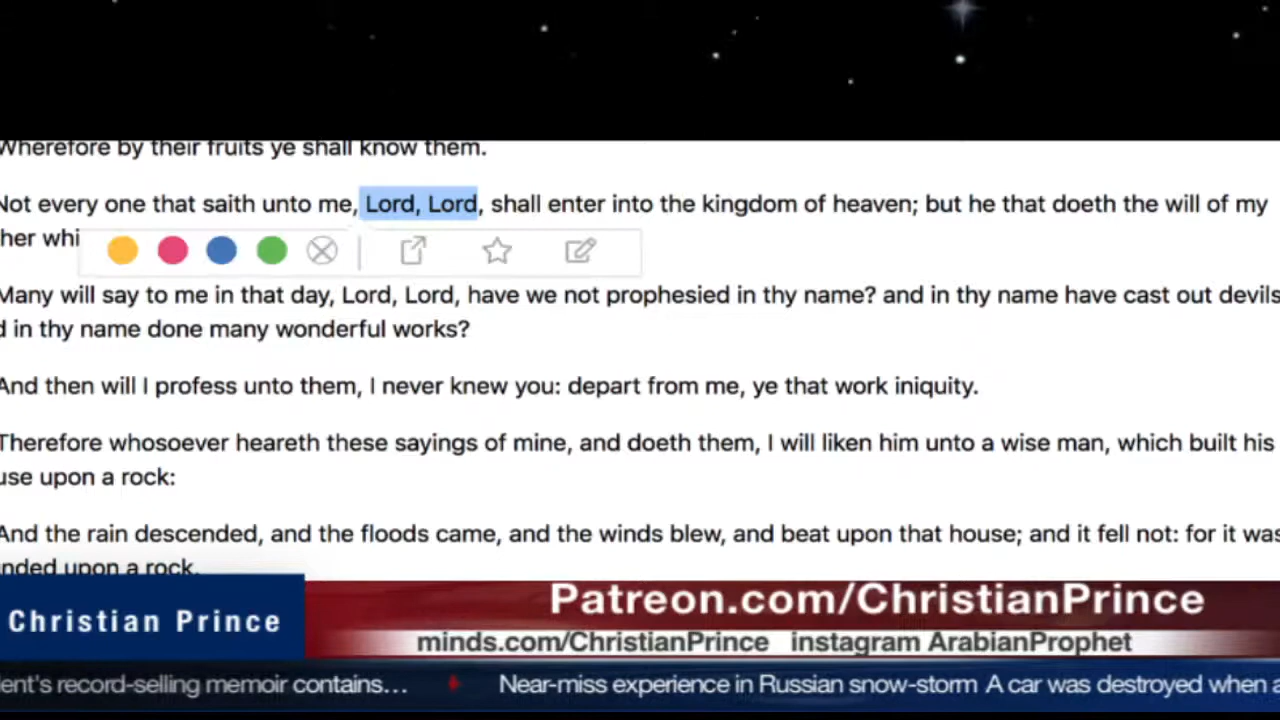 Wherefore by their fruits ye shall know them.
Not every one that saith unto me, Lord, Lord, shall enter into the kingdom of heaven; but he that doeth the will of my
her whi
Many will say to me in that day, Lord, Lord, have we not prophesied in thy name? and in thy name have cast out devils
d in thy name done many wonderful works?
And then will I profess unto them, I never knew you: depart from me, ye that work iniquity.
Therefore whosoever heareth these sayings of mine, and doeth them, I will liken him unto a wise man, which built his
use upon a rock:
And the rain descended, and the floods came, and the winds blew, and beat upon that house; and it fell not: for it was
nded upon a rock.
Christian Prince
Patreon.com/ChristianPrince
minds.com/ChristianPrince instagram ArabianProphet
ent's record-selling memoir contains... Near-miss experience in Russian snow-storm A car was destroyed when a